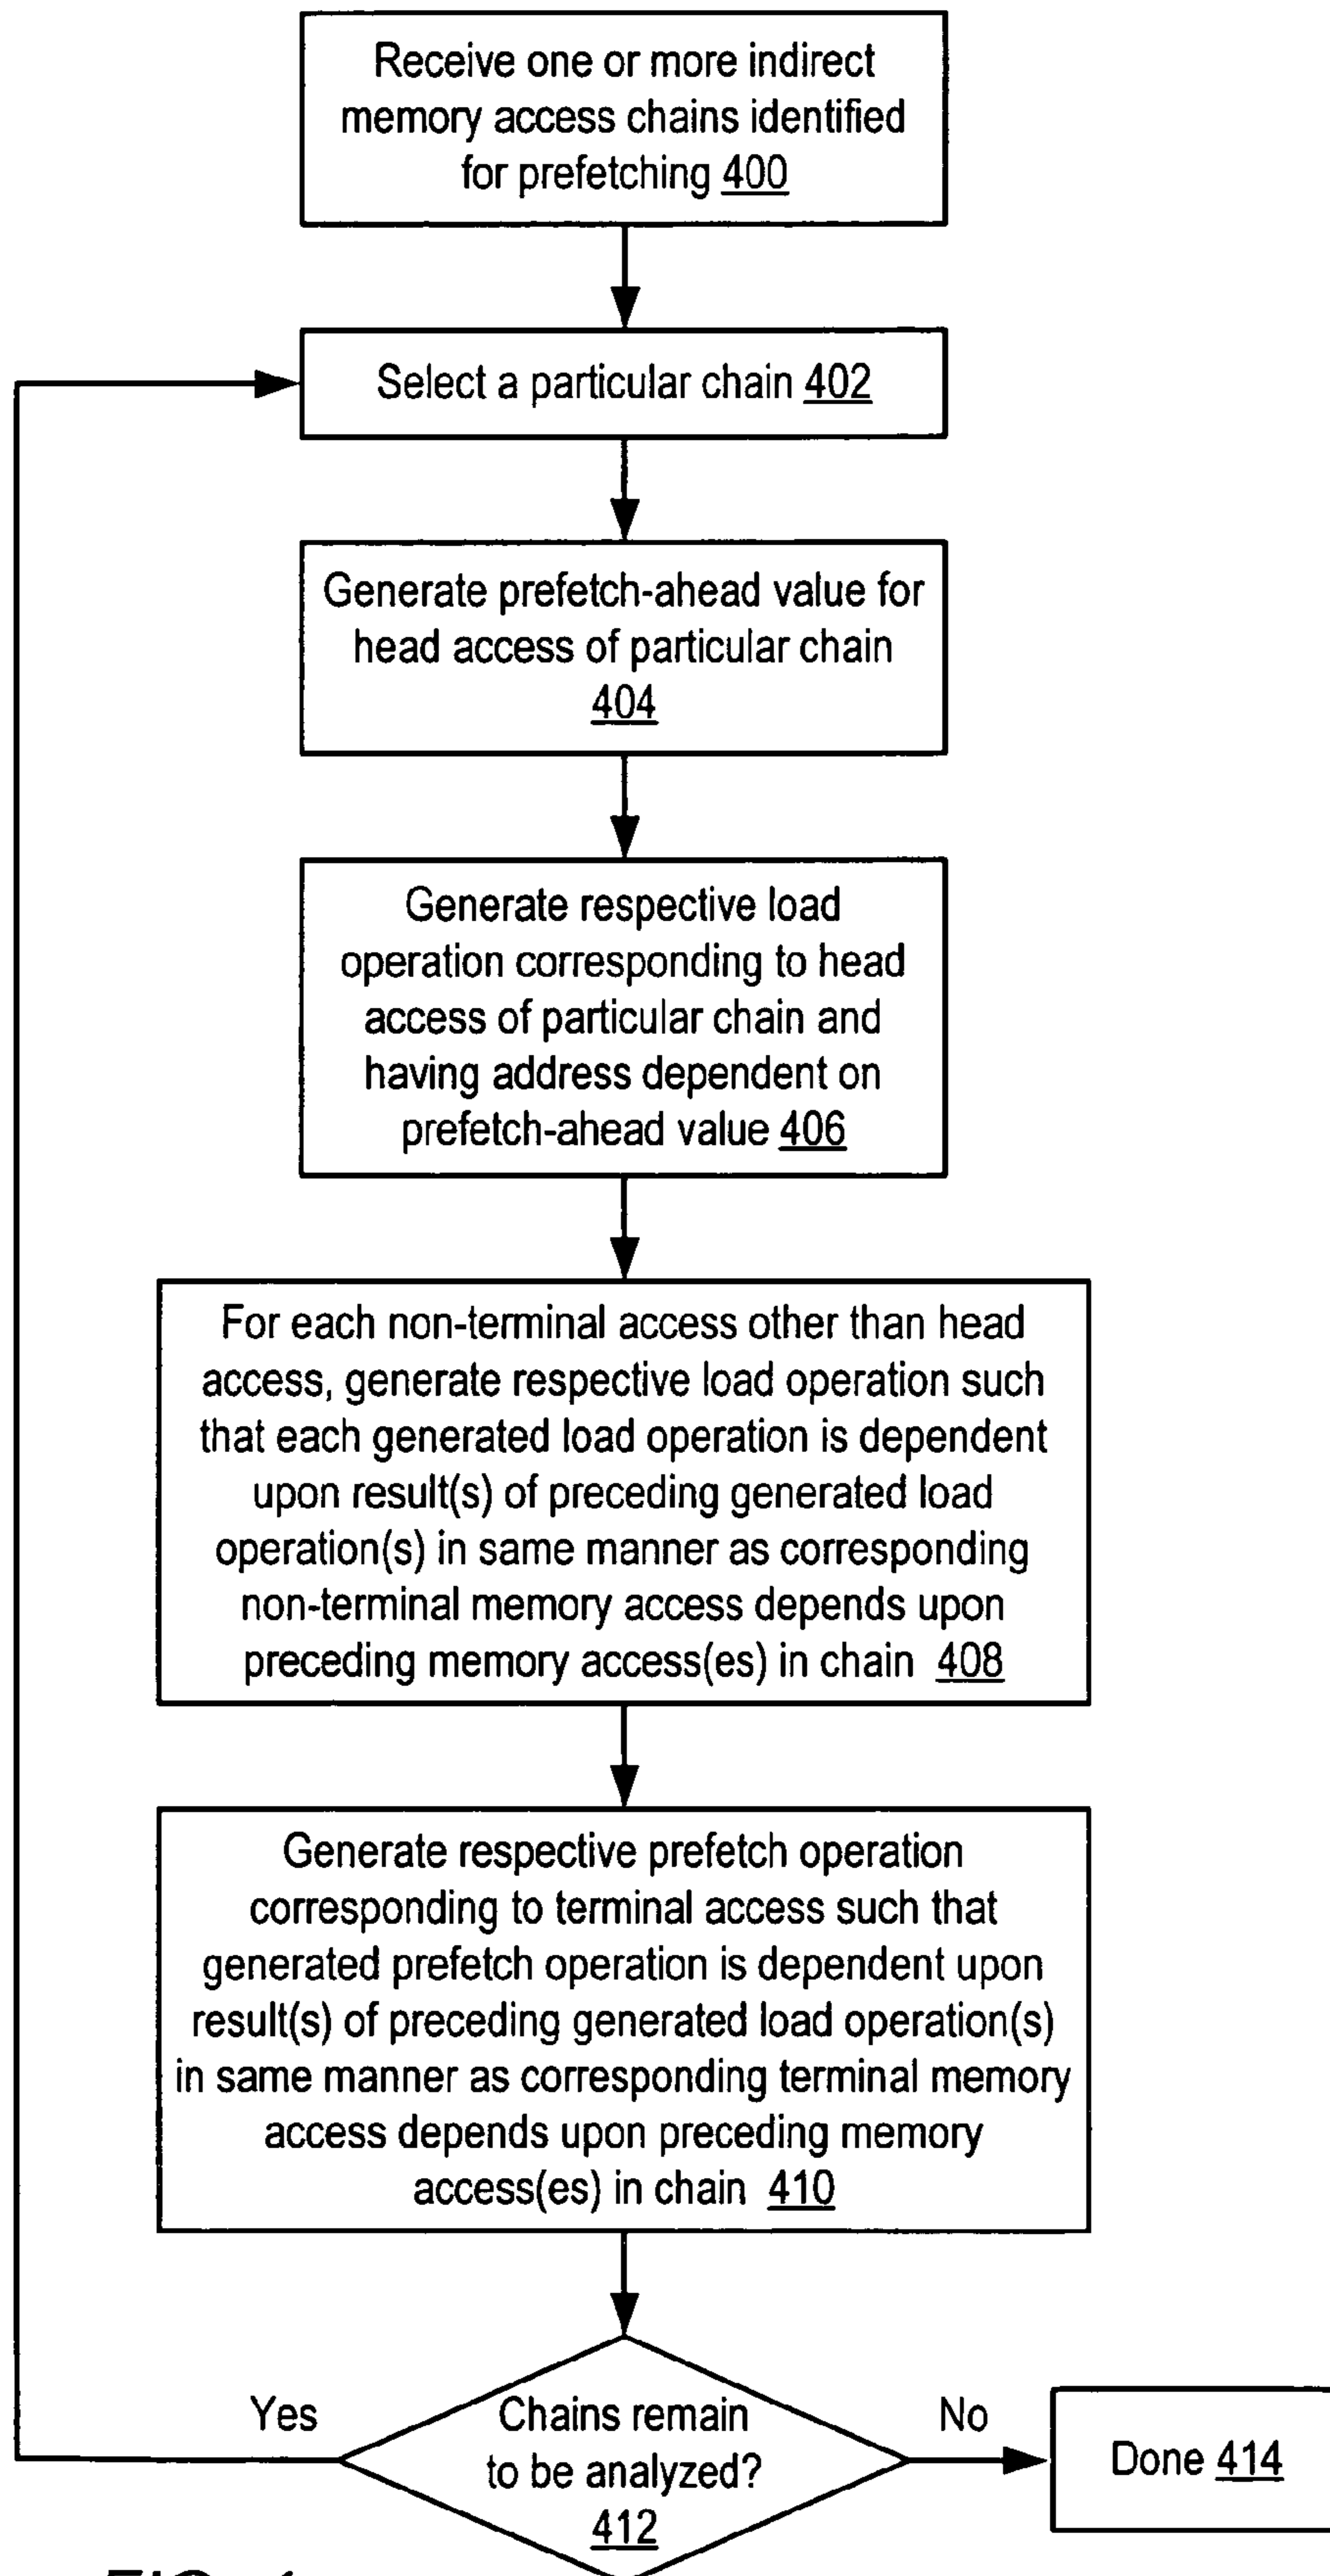 Receive one or more indirect
memory access chains identified
for prefetching 400
Select a particular chain 402
Generate prefetch-ahead value for
head access of particular chain
404
Generate respective load
operation corresponding to head
access of particular chain and
having address dependent on
prefetch-ahead value 406
For each non-terminal access other than head
access, generate respective load operation such
that each generated load operation is dependent
upon result(s) of preceding generated load
operation(s) in same manner as corresponding
non-terminal memory access depends upon
preceding memory access(es) in chain 408
Generate respective prefetch operation
corresponding to terminal access such that
generated prefetch operation is dependent upon
result(s) of preceding generated load operation(s)
in same manner as corresponding terminal memory
access depends upon preceding memory
access(es) in chain 410
Yes
Chains remain
to be analyzed?
412
No
Done 414